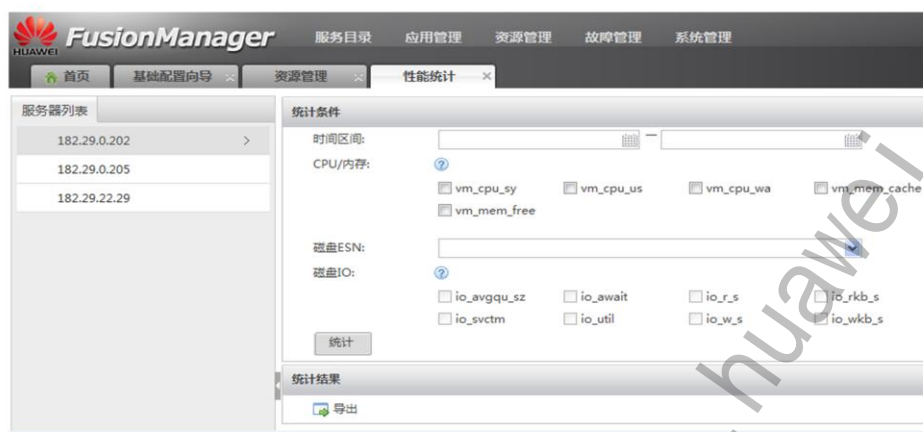 HUAWEI
FusionManager 服务目录 应用管理 资源管理 故障管理 系统管理
首页 基础配置向导 × 资源管理 × 性能统计 ×
服务器列表
182.29.0.202 >
182.29.0.205
182.29.22.29
统计条件
时间区间: —
CPU/内存: ?
vm_cpu_sy vm_cpu_us vm_cpu_wa vm_mem_cache
vm_mem_free
磁盘ESN:
磁盘IO: ?
io_avgqu_sz io_await io_r_s io_rkb_s
io_svctm io_util io_w_s io_wkb_s
统计
统计结果
导出
huawei